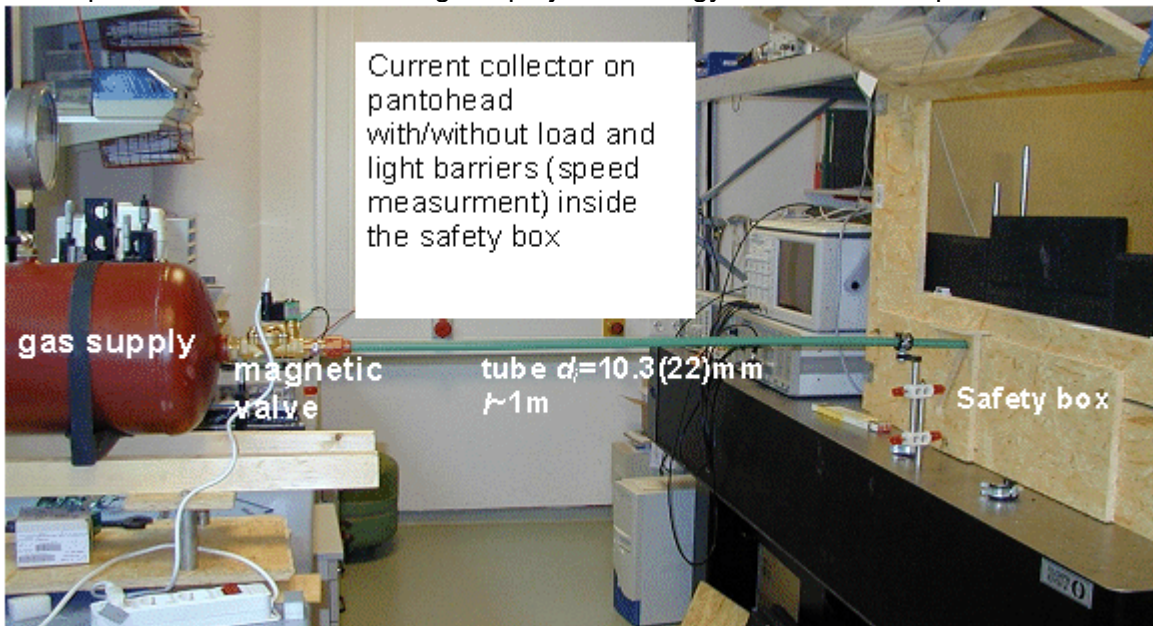 Current collector on
pantohead
with/without load and
light barriers (speed
measurment) inside
the safety box
gas supply
magnetic
valve
tube di=10.3(22)mm
l~1m
Safety box